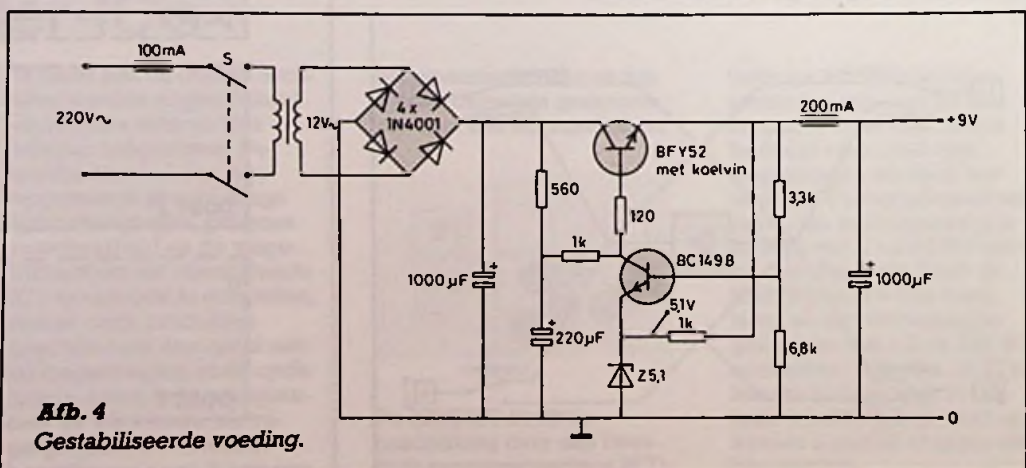 100mA
S
220V~
12V~
4x
1N4001
1000µF
+
560
1k
220µF
+
BFY52
met koelvin
120
BC149B
5,1V
1k
Z5,1
200mA
3,3k
6,8k
1000µF
+
+9V
0
Afb. 4
Gestabiliseerde voeding.